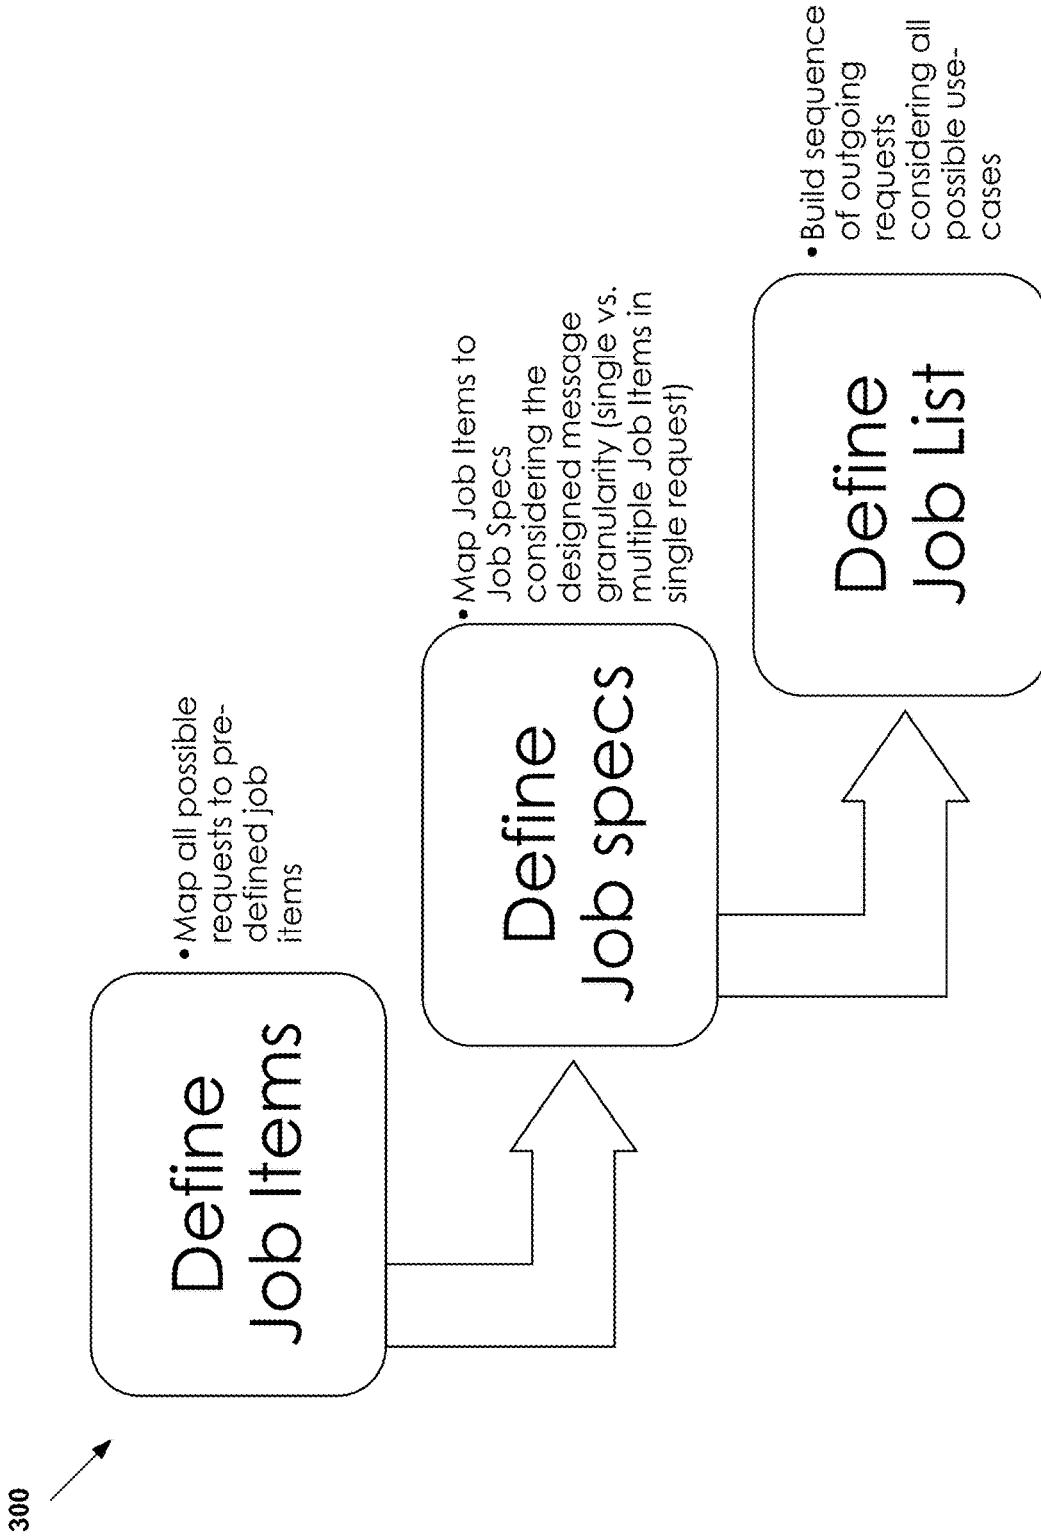 300
Define
Job Items
• Map all possible
requests to pre-
defined job
items
Define
Job specs
• Map Job Items to
Job Specs
considering the
designed message
granularity (single vs.
multiple Job Items in
single request)
Define
Job List
• Build sequence
of outgoing
requests
considering all
possible use-
cases